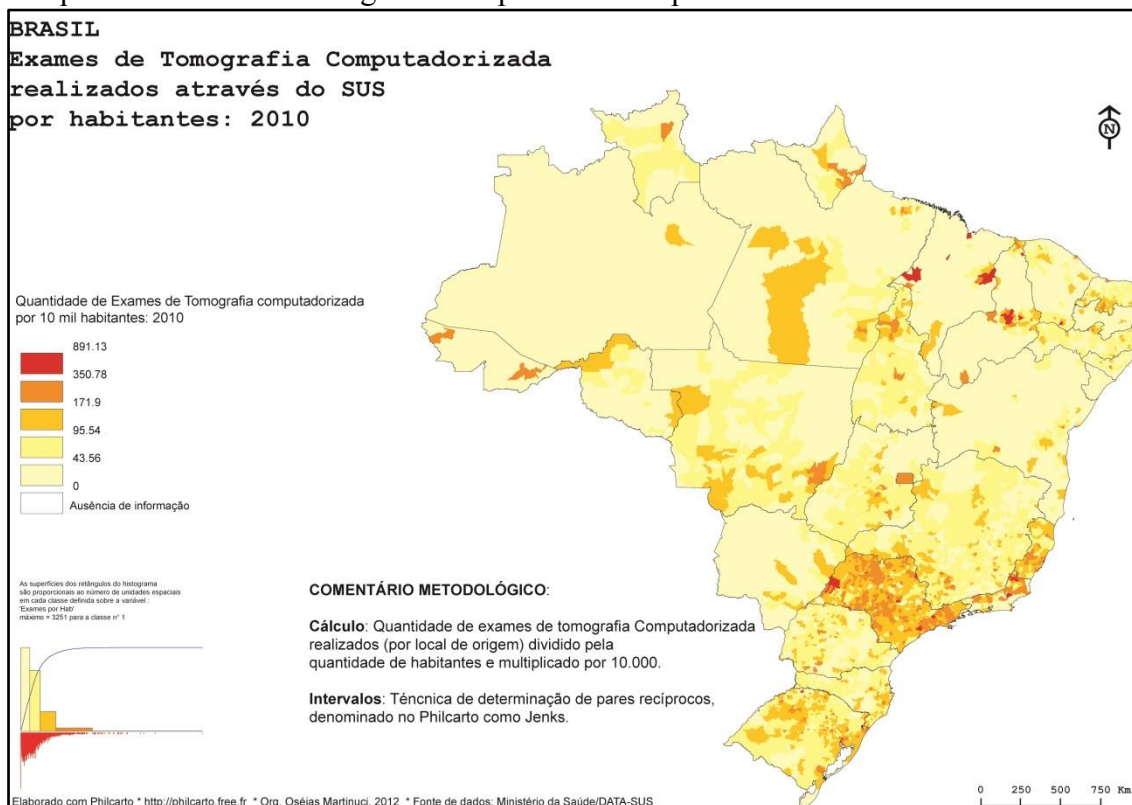 BRASIL
Exames de Tomografia Computadorizada
realizados através do SUS
por habitantes: 2010
N
Quantidade de Exames de Tomografia computadorizada
por 10 mil habitantes: 2010
891.13
350.78
171.9
95.54
43.56
0
Ausência de informação
As superfícies dos retângulos do histograma
são proporcionais ao número de unidades espaciais
em cada classe definida sobre a variável :
'Exames por Hab'
máximo = 3251 para a classe n° 1
COMENTÁRIO METODOLÓGICO:
Cálculo: Quantidade de exames de tomografia Computadorizada
realizados (por local de origem) dividido pela
quantidade de habitantes e multiplicado por 10.000.
Intervalos: Téncnica de determinação de pares recíprocos,
denominado no Philcarto como Jenks.
Elaborado com Philcarto * http://philcarto.free.fr * Org. Oséias Martinuci, 2012 * Fonte de dados: Ministério da Saúde/DATA-SUS
0 250 500 750 Km